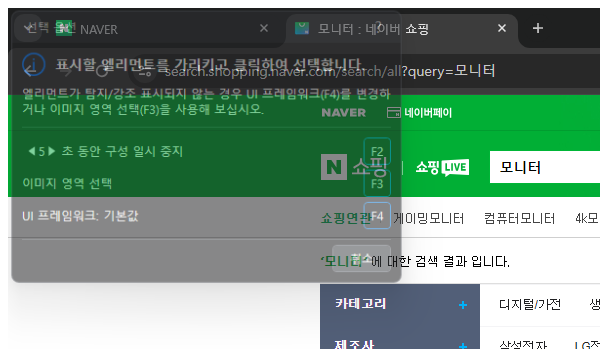 선택 옵션
NAVER
모니터 : 네이버 쇼핑
표시할 엘리먼트를 가리키고 클릭하여 선택합니다.
search.shopping.naver.com/search/all?query=모니터
엘리먼트가 탐지/강조 표시되지 않는 경우 UI 프레임워크(F4)를 변경하
거나 이미지 영역 선택(F3)를 사용해 보십시오.
NAVER 네이버페이
◀ 5 ▶ 초 동안 구성 일시 중지 F2
N 쇼핑 쇼핑 LIVE 모니터
이미지 영역 선택 F3
UI 프레임워크: 기본값 F4
쇼핑연관 게이밍모니터 컴퓨터모니터 4k모
취소
'모니터' 에 대한 검색 결과 입니다.
카테고리 + 디지털/가전 생
제조사 + 삼성전자 LG전